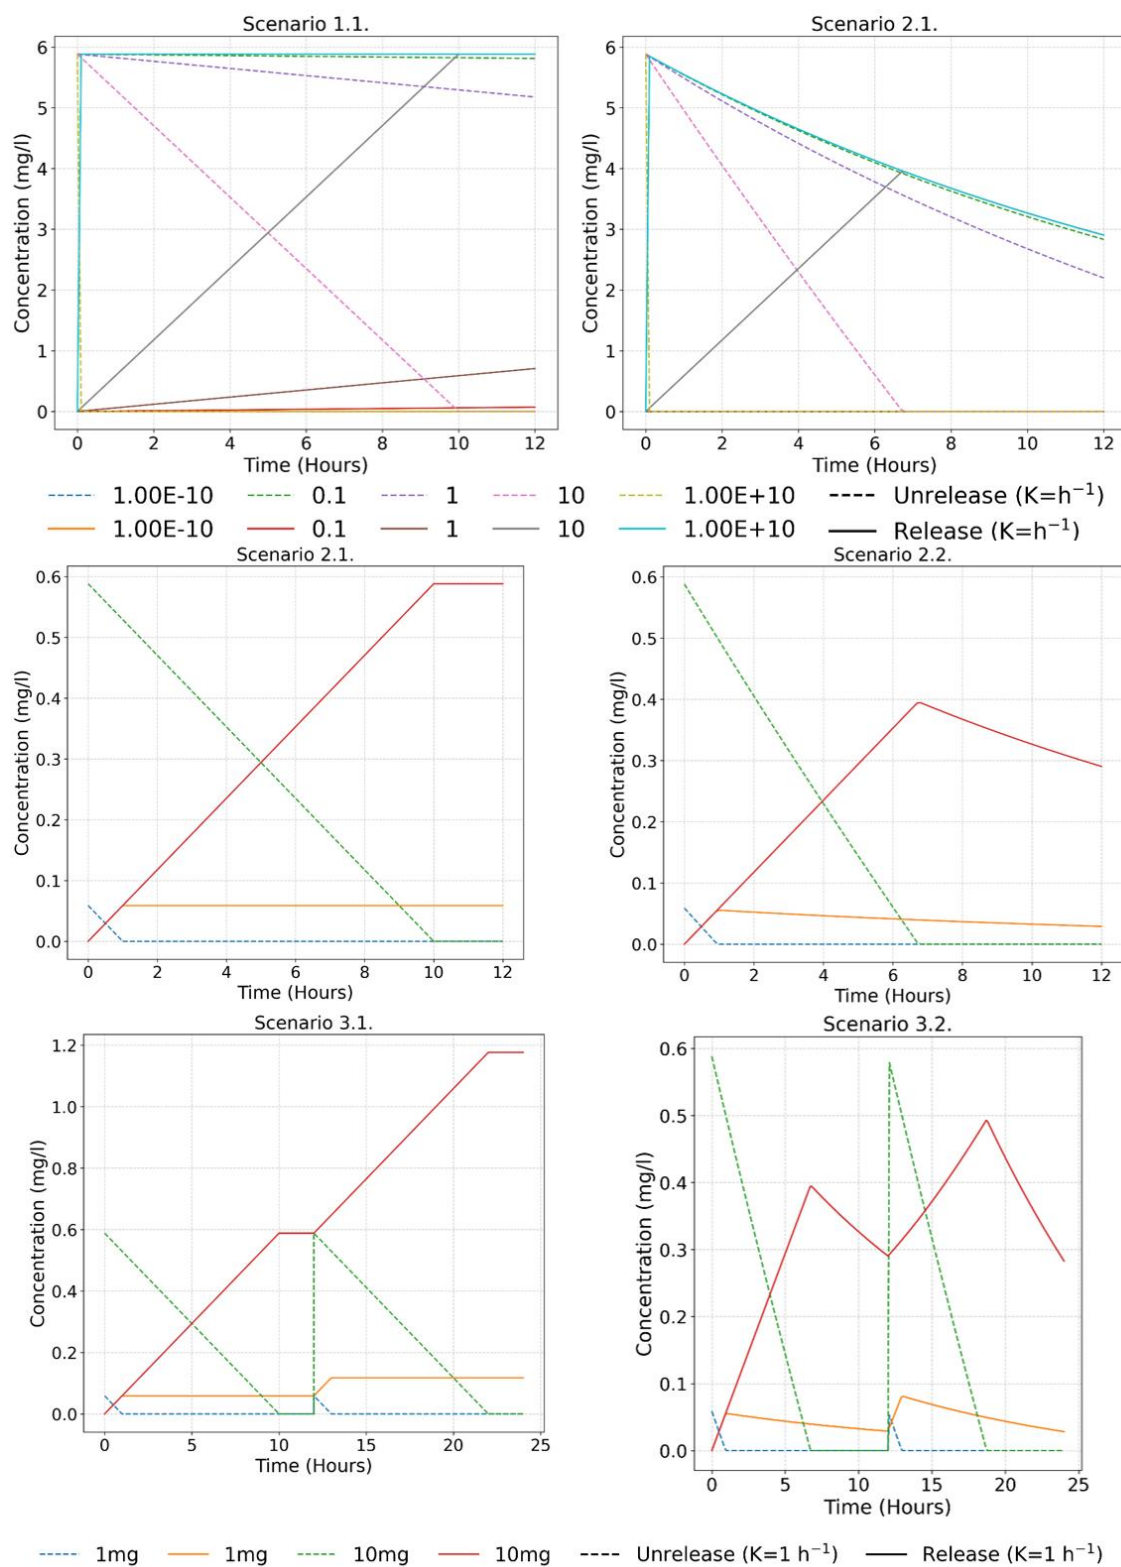 Scenario 1.1.
Concentration (mg/l)
6
5
4
3
2
1
0
0 2 4 6 8 10 12
Time (Hours)
Scenario 2.1.
Concentration (mg/l)
6
5
4
3
2
1
0
0 2 4 6 8 10 12
Time (Hours)
1.00E-10 0.1 1 10 1.00E+10 Unrelease (K=h⁻¹)
1.00E-10 0.1 1 10 1.00E+10 Release (K=h⁻¹)
Scenario 2.1.
Concentration (mg/l)
0.6
0.5
0.4
0.3
0.2
0.1
0.0
0 2 4 6 8 10 12
Time (Hours)
Scenario 2.2.
Concentration (mg/l)
0.6
0.5
0.4
0.3
0.2
0.1
0.0
0 2 4 6 8 10 12
Time (Hours)
Scenario 3.1.
Concentration (mg/l)
1.2
1.0
0.8
0.6
0.4
0.2
0.0
0 5 10 15 20 25
Time (Hours)
Scenario 3.2.
Concentration (mg/l)
0.6
0.5
0.4
0.3
0.2
0.1
0.0
0 5 10 15 20 25
Time (Hours)
1mg 1mg 10mg 10mg Unrelease (K=1 h⁻¹) Release (K=1 h⁻¹)